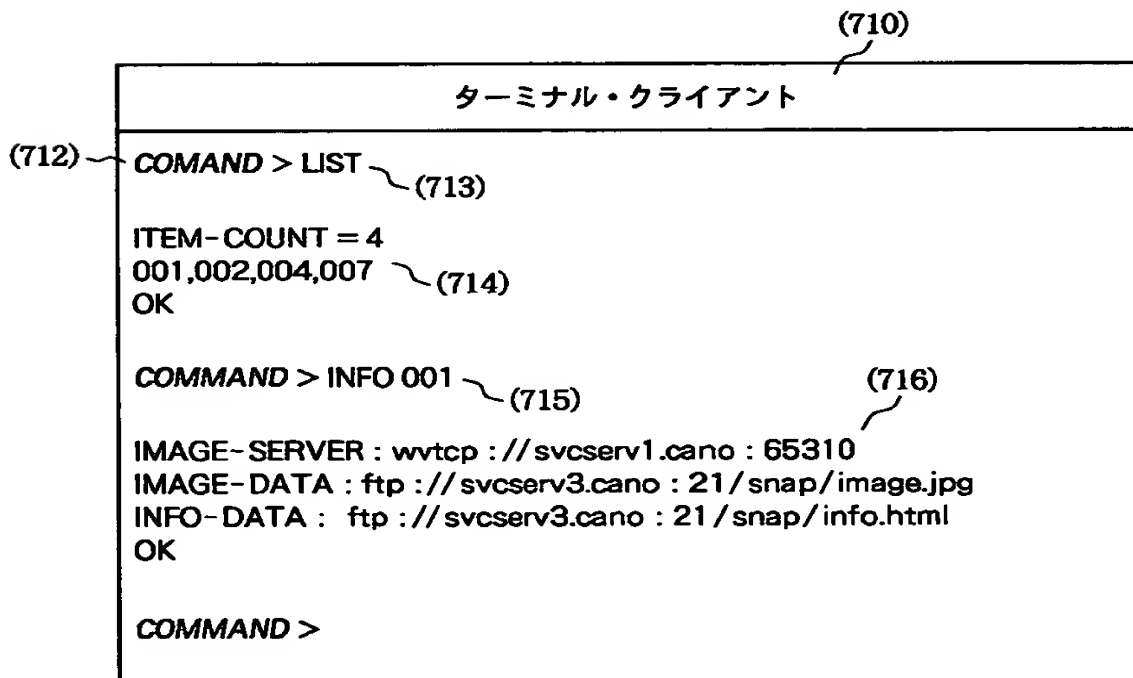 (710)
ターミナル・クライアント
(712)
COMAND > LIST
(713)
ITEM-COUNT = 4
001,002,004,007
(714)
OK
COMMAND > INFO 001
(715)
(716)
IMAGE-SERVER : wvtcp ://svcserv1.cano : 65310
IMAGE-DATA : ftp ://svcserv3.cano : 21/snap/image.jpg
INFO-DATA : ftp ://svcserv3.cano : 21/snap/info.html
OK
COMMAND >